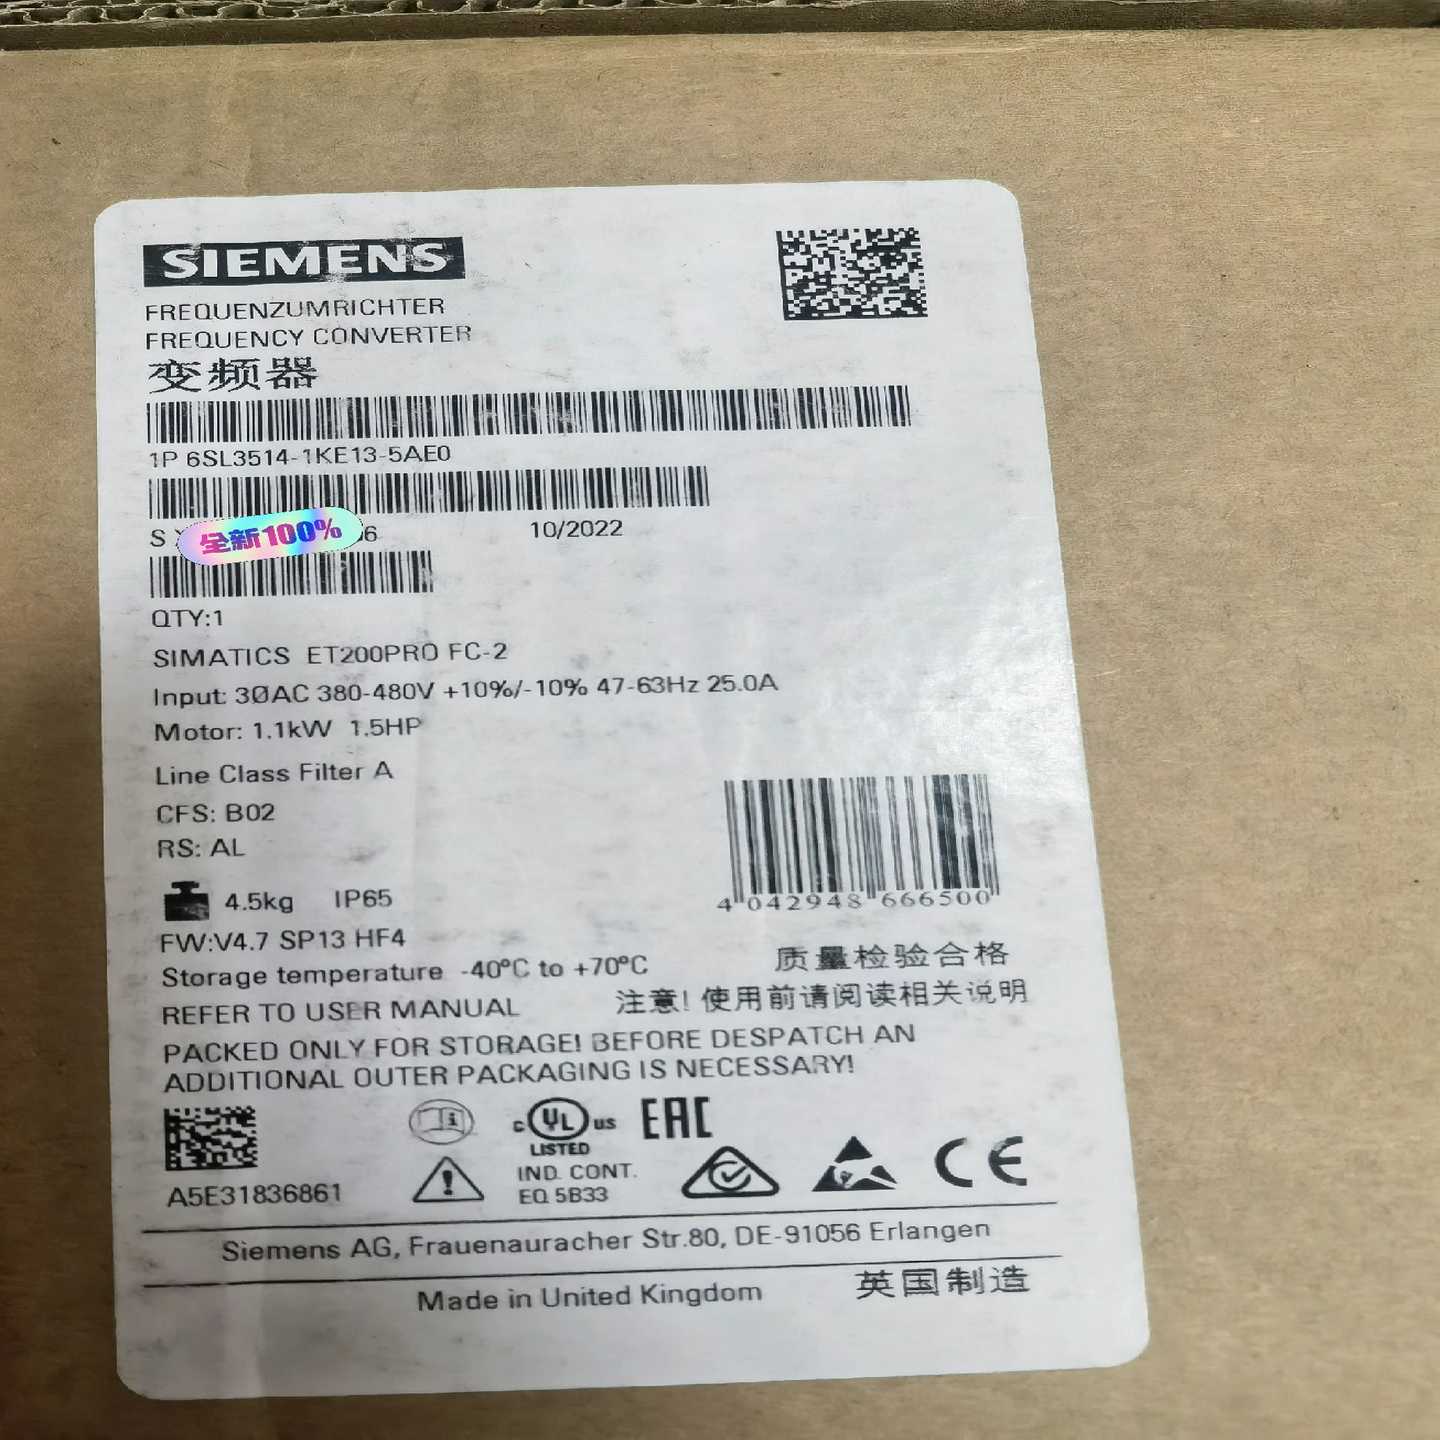 SIEMENS
FREQUENZUMRICHTER
FREQUENCY CONVERTER
变频器
1P 6SL3514-1KE13-5AE0
S
全新100%
6
10/2022
QTY:1
SIMATICS ET200PRO FC-2
Input: 3ØAC 380-480V +10%/-10% 47-63Hz 25.0A
Motor: 1.1kW 1.5HP
Line Class Filter A
CFS: B02
RS: AL
4.5kg IP65
4 042948 666500
FW:V4.7 SP13 HF4
质量检验合格
Storage temperature -40°C to +70°C
REFER TO USER MANUAL
注意! 使用前请阅读相关说明
PACKED ONLY FOR STORAGE! BEFORE DESPATCH AN
ADDITIONAL OUTER PACKAGING IS NECESSARY!
c UL us
LISTED
IND. CONT.
EQ 5B33
EAC
CE
A5E31836861
Siemens AG, Frauenauracher Str.80, DE-91056 Erlangen
Made in United Kingdom 英国制造